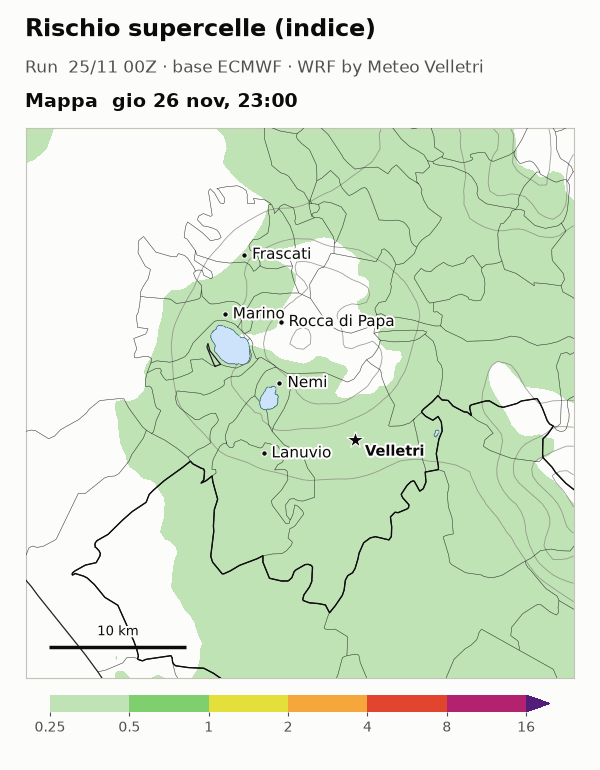 Rischio supercelle (indice)
Run  25/11 00Z · base ECMWF · WRF by Meteo Velletri
Mappa  gio 26 nov, 23:00
Frascati
Marino
Rocca di Papa
Nemi
Velletri
Lanuvio
10 km
0.25 0.5 1 2 4 8 16